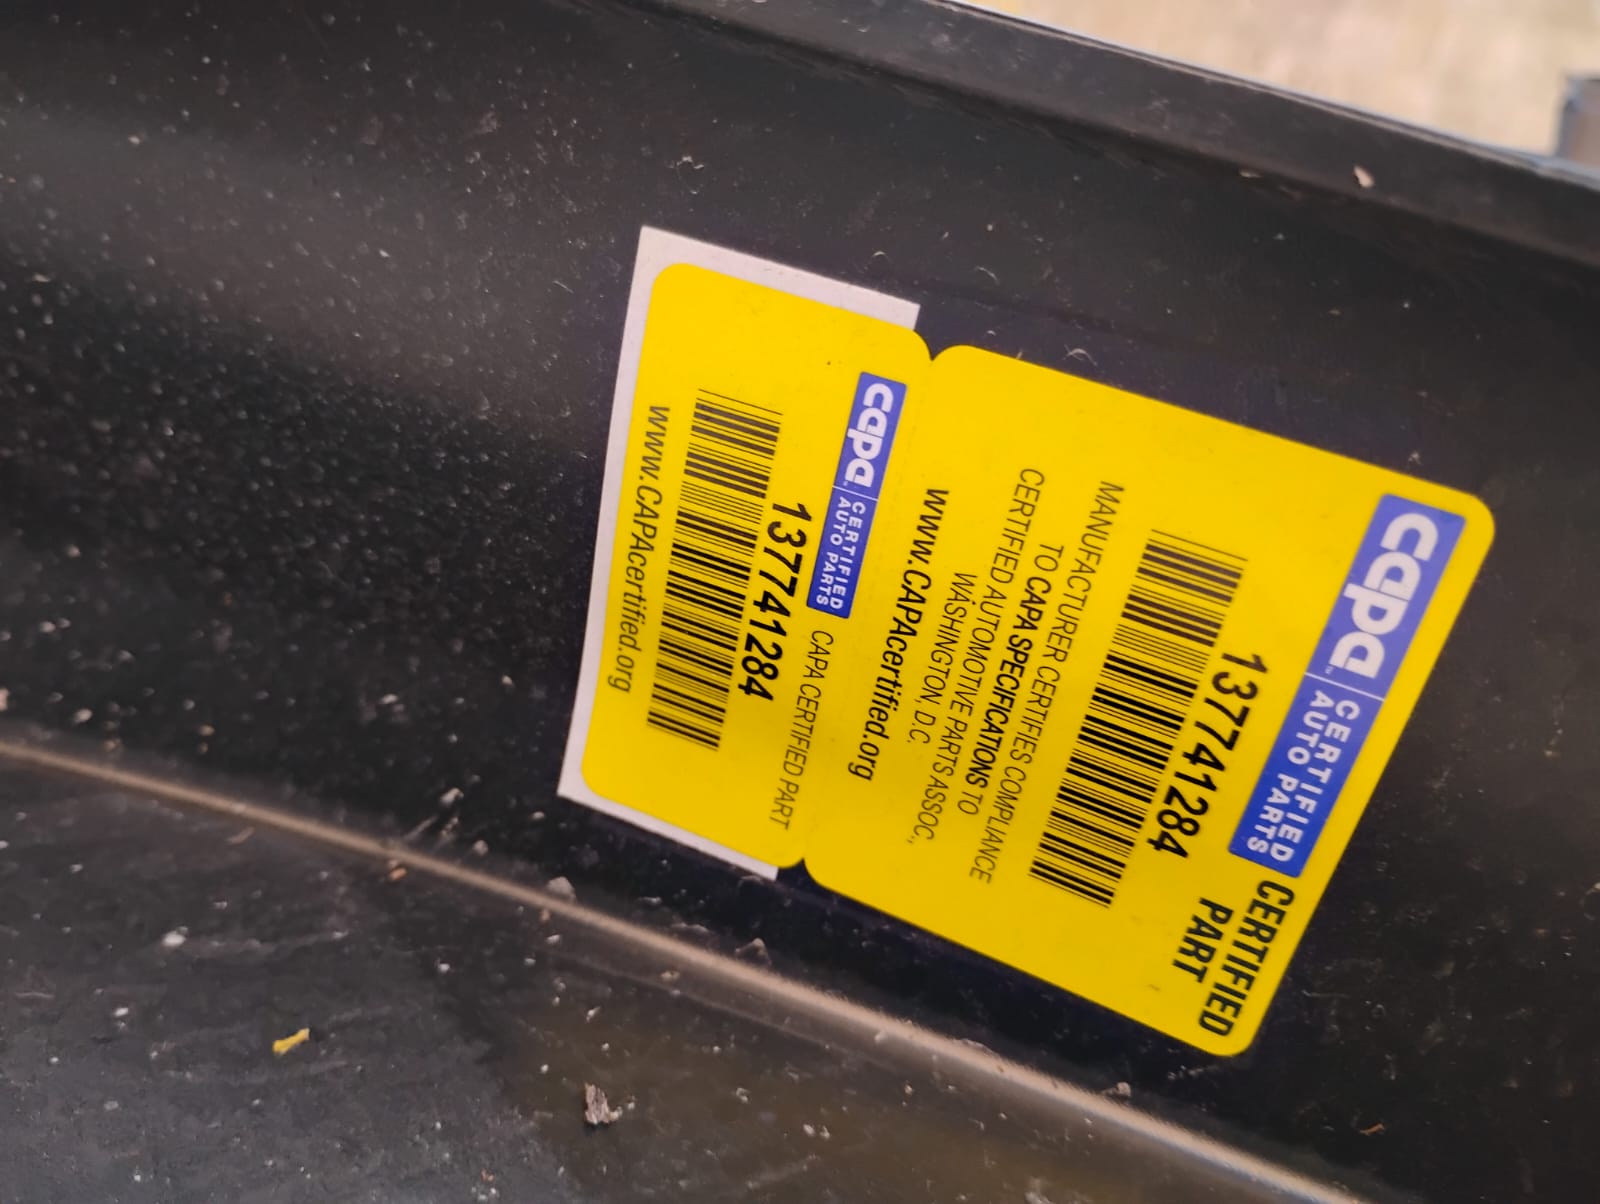 capa CERTIFIED
AUTO PARTS
CERTIFIED
PART
137741284
MANUFACTURER CERTIFIES COMPLIANCE
TO CAPA SPECIFICATIONS TO
CERTIFIED AUTOMOTIVE PARTS ASSOC.,
WASHINGTON, D.C.
www.CAPAcertified.org
capa CERTIFIED
AUTO PARTS
CAPA CERTIFIED PART
137741284
www.CAPAcertified.org